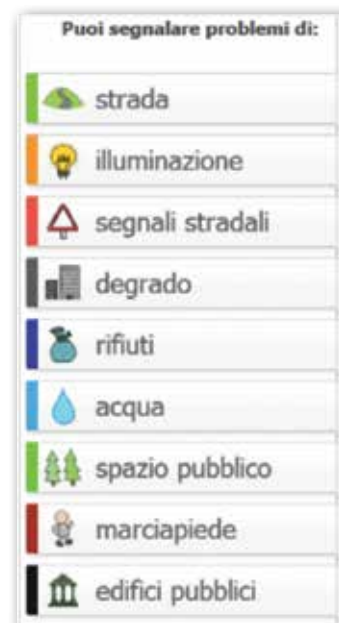 Puoi segnalare problemi di:
strada
illuminazione
segnali stradali
degrado
rifiuti
acqua
spazio pubblico
marciapiede
edifici pubblici